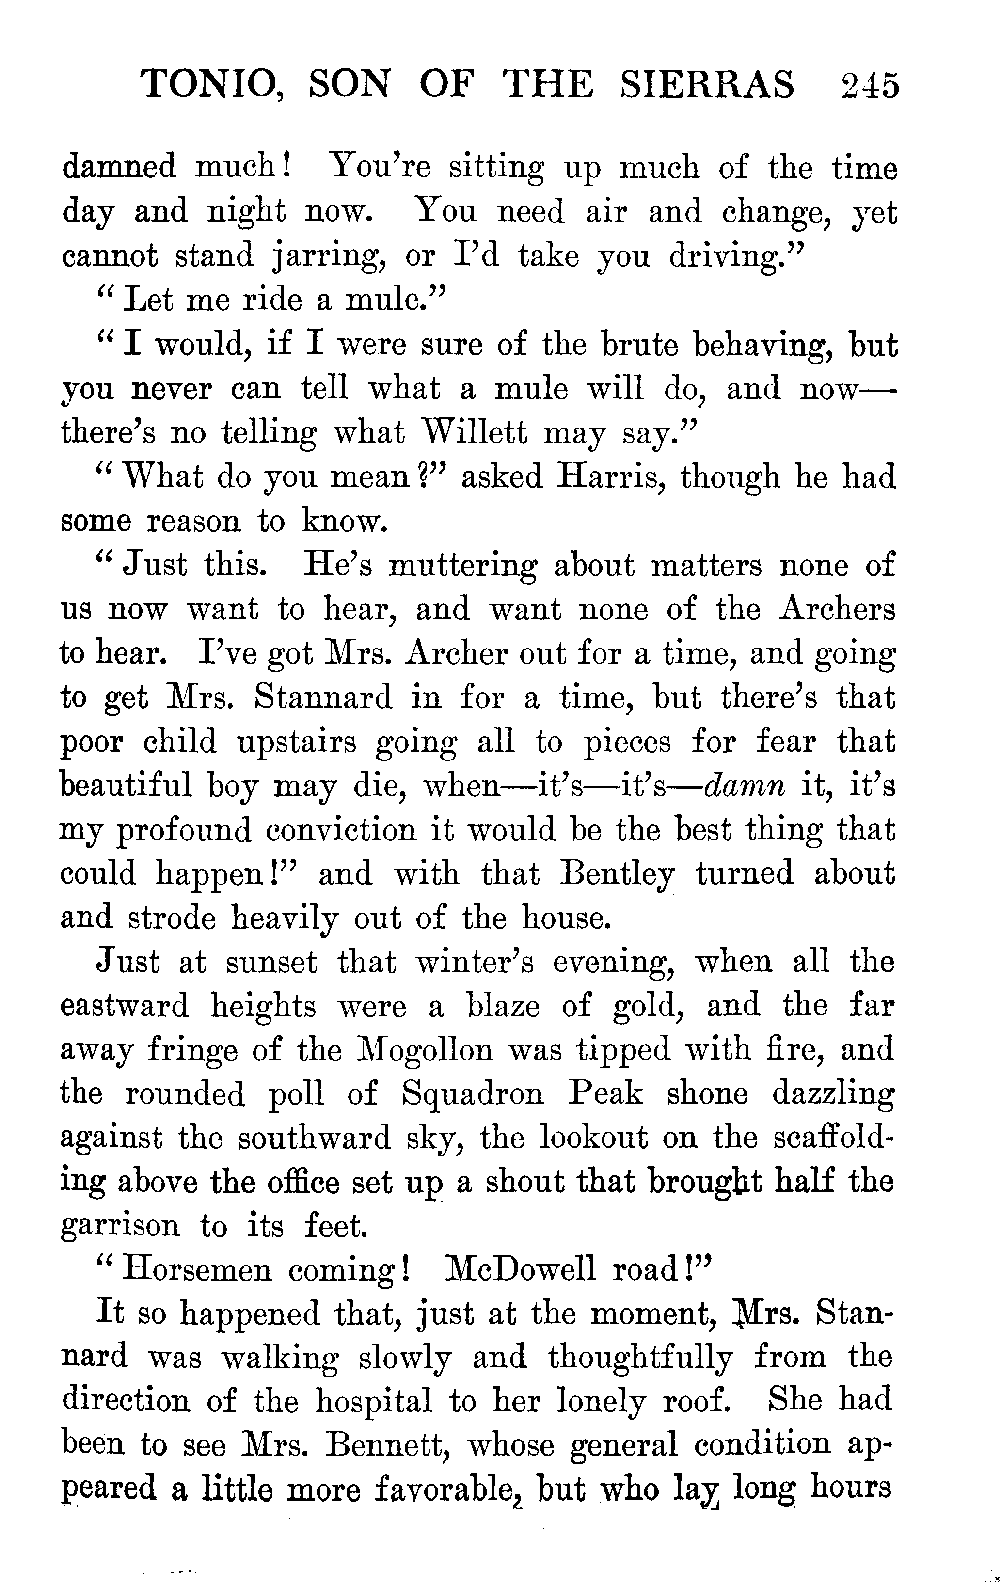 TONIO, SON OF THE SIERRAS 245
damned much! You're sitting up much of the time
day and night now. You need air and change, yet
cannot stand jarring, or I'd take you driving."
"Let me ride a mule."
"I would, if I were sure of the brute behaving, but
you never can tell what a mule will do, and now—
there's no telling what Willett may say."
"What do you mean?" asked Harris, though he had
some reason to know.
"Just this. He's muttering about matters none of
us now want to hear, and want none of the Archers
to hear. I've got Mrs. Archer out for a time, and going
to get Mrs. Stannard in for a time, but there's that
poor child upstairs going all to pieces for fear that
beautiful boy may die, when—it's—it's—damn it, it's
my profound conviction it would be the best thing that
could happen!" and with that Bentley turned about
and strode heavily out of the house.
Just at sunset that winter's evening, when all the
eastward heights were a blaze of gold, and the far
away fringe of the Mogollon was tipped with fire, and
the rounded poll of Squadron Peak shone dazzling
against the southward sky, the lookout on the scaffold-
ing above the office set up a shout that brought half the
garrison to its feet.
"Horsemen coming! McDowell road!"
It so happened that, just at the moment, Mrs. Stan-
nard was walking slowly and thoughtfully from the
direction of the hospital to her lonely roof. She had
been to see Mrs. Bennett, whose general condition ap-
peared a little more favorable, but who lay long hours